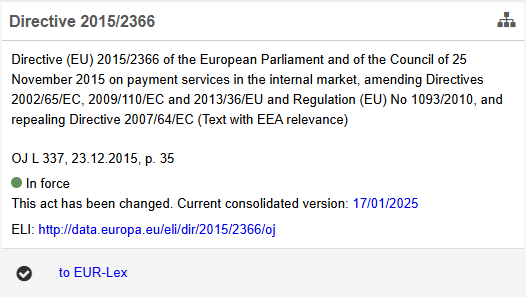 Directive 2015/2366
Directive (EU) 2015/2366 of the European Parliament and of the Council of 25
November 2015 on payment services in the internal market, amending Directives
2002/65/EC, 2009/110/EC and 2013/36/EU and Regulation (EU) No 1093/2010, and
repealing Directive 2007/64/EC (Text with EEA relevance)
OJ L 337, 23.12.2015, p. 35
In force
This act has been changed. Current consolidated version: 17/01/2025
ELI: http://data.europa.eu/eli/dir/2015/2366/oj
to EUR-Lex